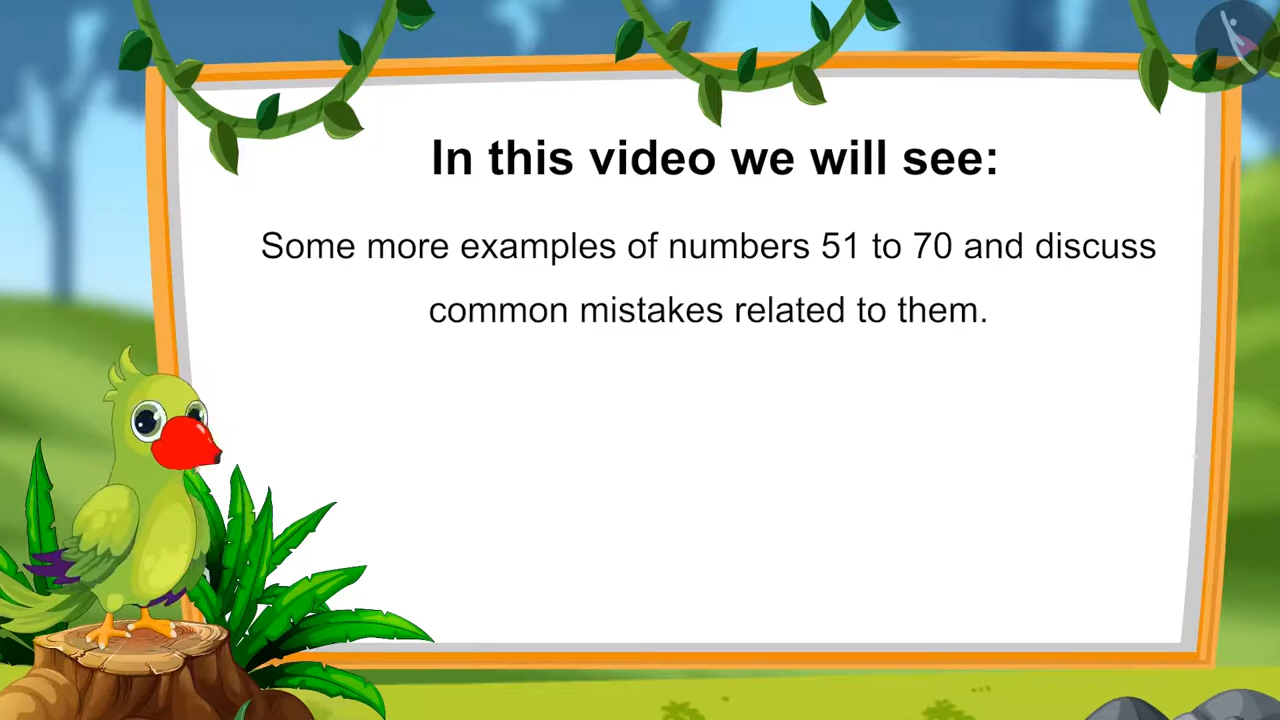 In this video we will see:
Some more examples of numbers 51 to 70 and discuss
common mistakes related to them.